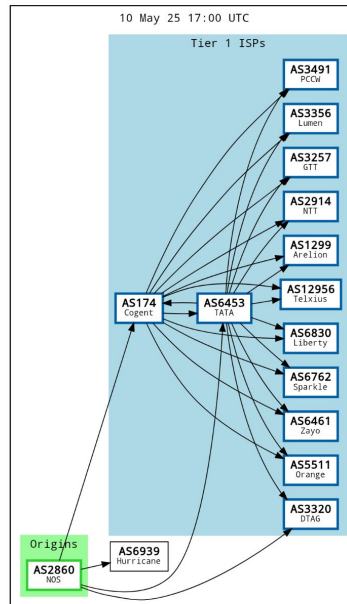 10 May 25 17:00 UTC
Tier 1 ISPs
AS3491
PCCW
AS3356
Lumen
AS3257
GTT
AS2914
NTT
AS1299
Arelion
AS12956
Telxius
AS174
Cogent
AS6453
TATA
AS6830
Liberty
AS6762
Sparkle
AS6461
Zayo
AS5511
Orange
AS3320
DTAG
Origins
AS2860
NOS
AS6939
Hurricane